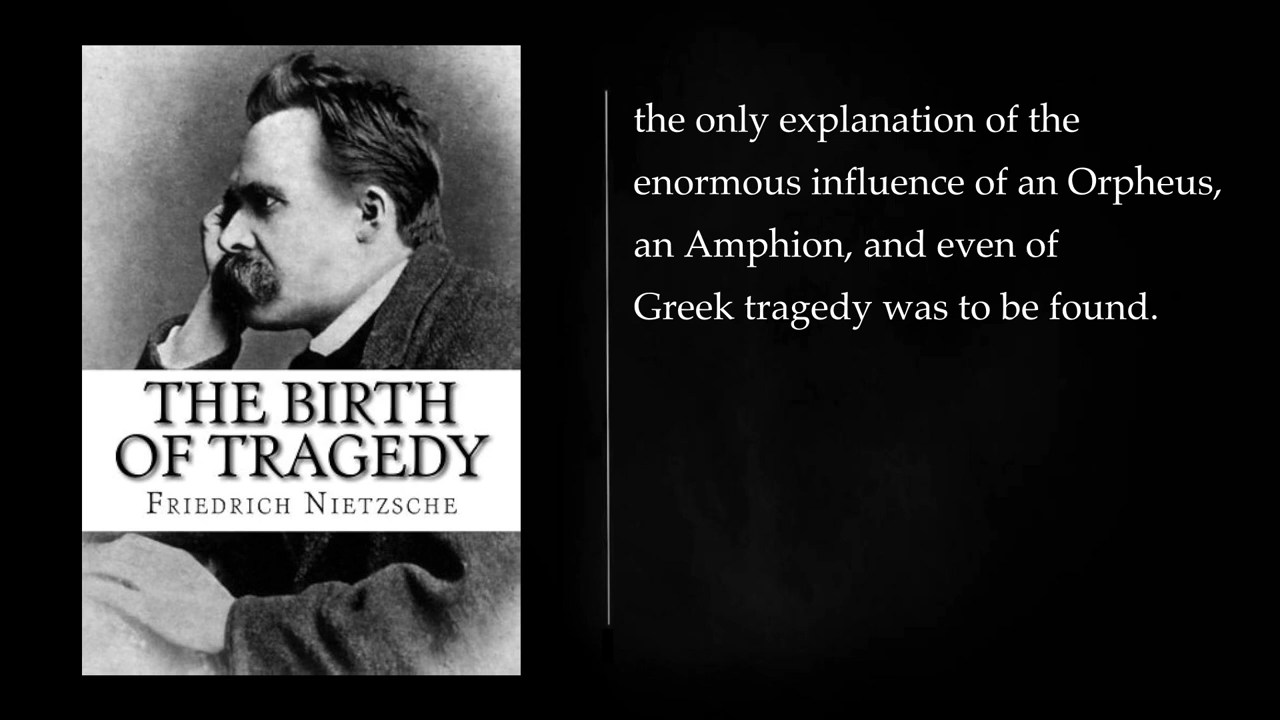 THE BIRTH
OF TRAGEDY
FRIEDRICH NIETZSCHE
the only explanation of the
enormous influence of an Orpheus,
an Amphion, and even of
Greek tragedy was to be found.